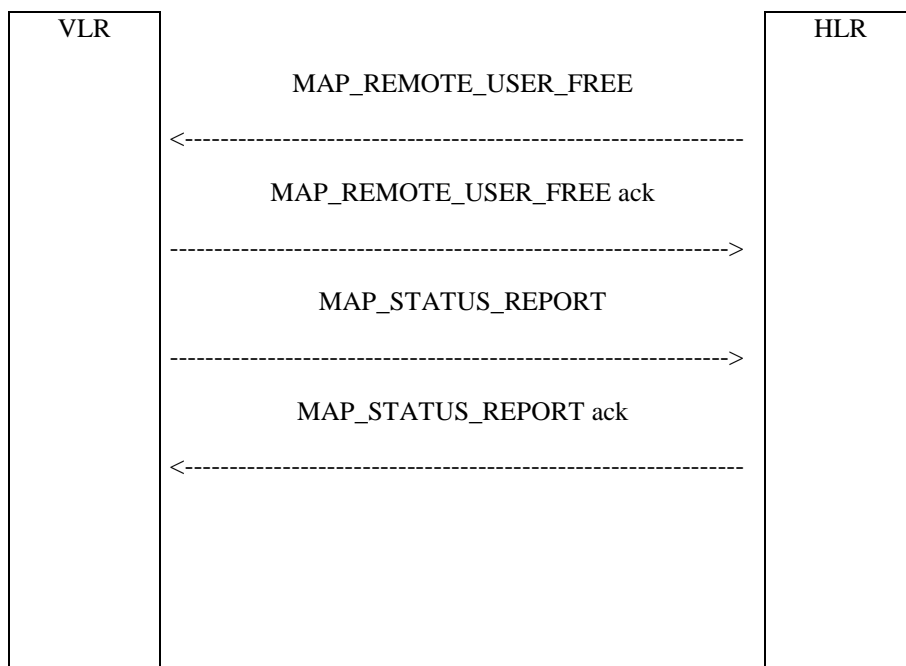 VLR
HLR
MAP_REMOTE_USER_FREE
<---------------------------------------------------------------
MAP_REMOTE_USER_FREE ack
--------------------------------------------------------------->
MAP_STATUS_REPORT
--------------------------------------------------------------->
MAP_STATUS_REPORT ack
<---------------------------------------------------------------